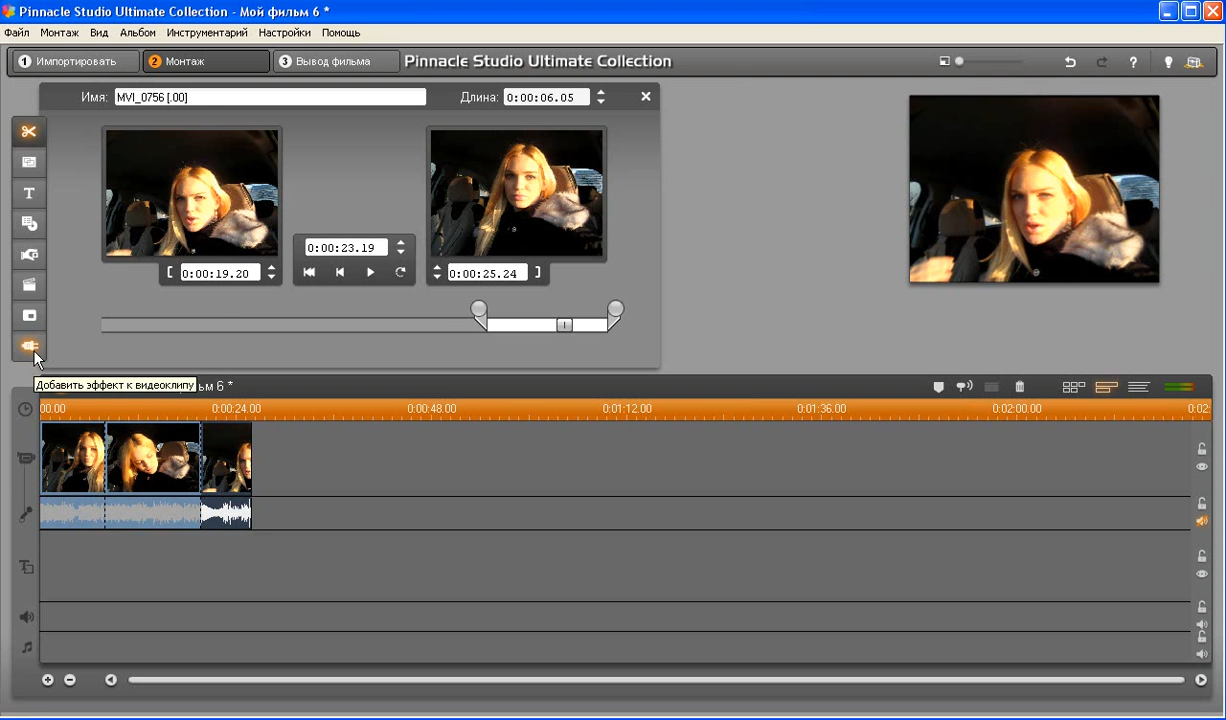 Pinnacle Studio Ultimate Collection - Мой фильм 6 *
Файл Монтаж Вид Альбом Инструментарий Настройки Помощь
1 Импортировать 2 Монтаж 3 Вывод фильма Pinnacle Studio Ultimate Collection ?
Имя: MVI_0756 [.00] Длина: 0:00:06.05
T
0:00:23.19
[ 0:00:19.20 0:00:25.24 ]
Добавить эффект к видеоклипу ьм 6 *
00.00 0:00:24.00 0:00:48.00 0:01:12.00 0:01:36.00 0:02:00.00 0:02:
T